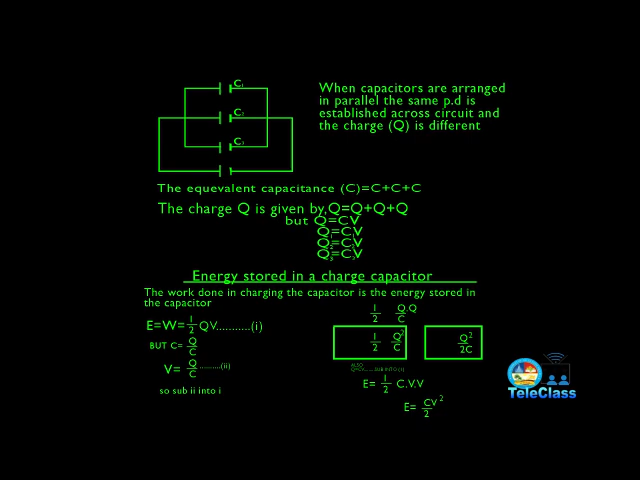 C₁
C₂
C₃
When capacitors are arranged
in parallel the same p.d is
established across circuit and
the charge (Q) is different
The equevalent capacitance (C)=C+C+C
The charge Q is given by,Q=Q+Q+Q
but Q=CV
Q₁=C₁V
Q₂=C₂V
Q₃=C₃V
Energy stored in a charge capacitor
The work done in charging the capacitor is the energy stored in
the capacitor
E=W=1/2 QV...........(i)
BUT C= Q/C
V= Q/C ..........(ii)
so sub ii into i
1/2 Q.Q/C
1/2 Q²/C
Q²/2C
ALSO
E= 1/2 C.V.V
E= CV²/2
TeleClass